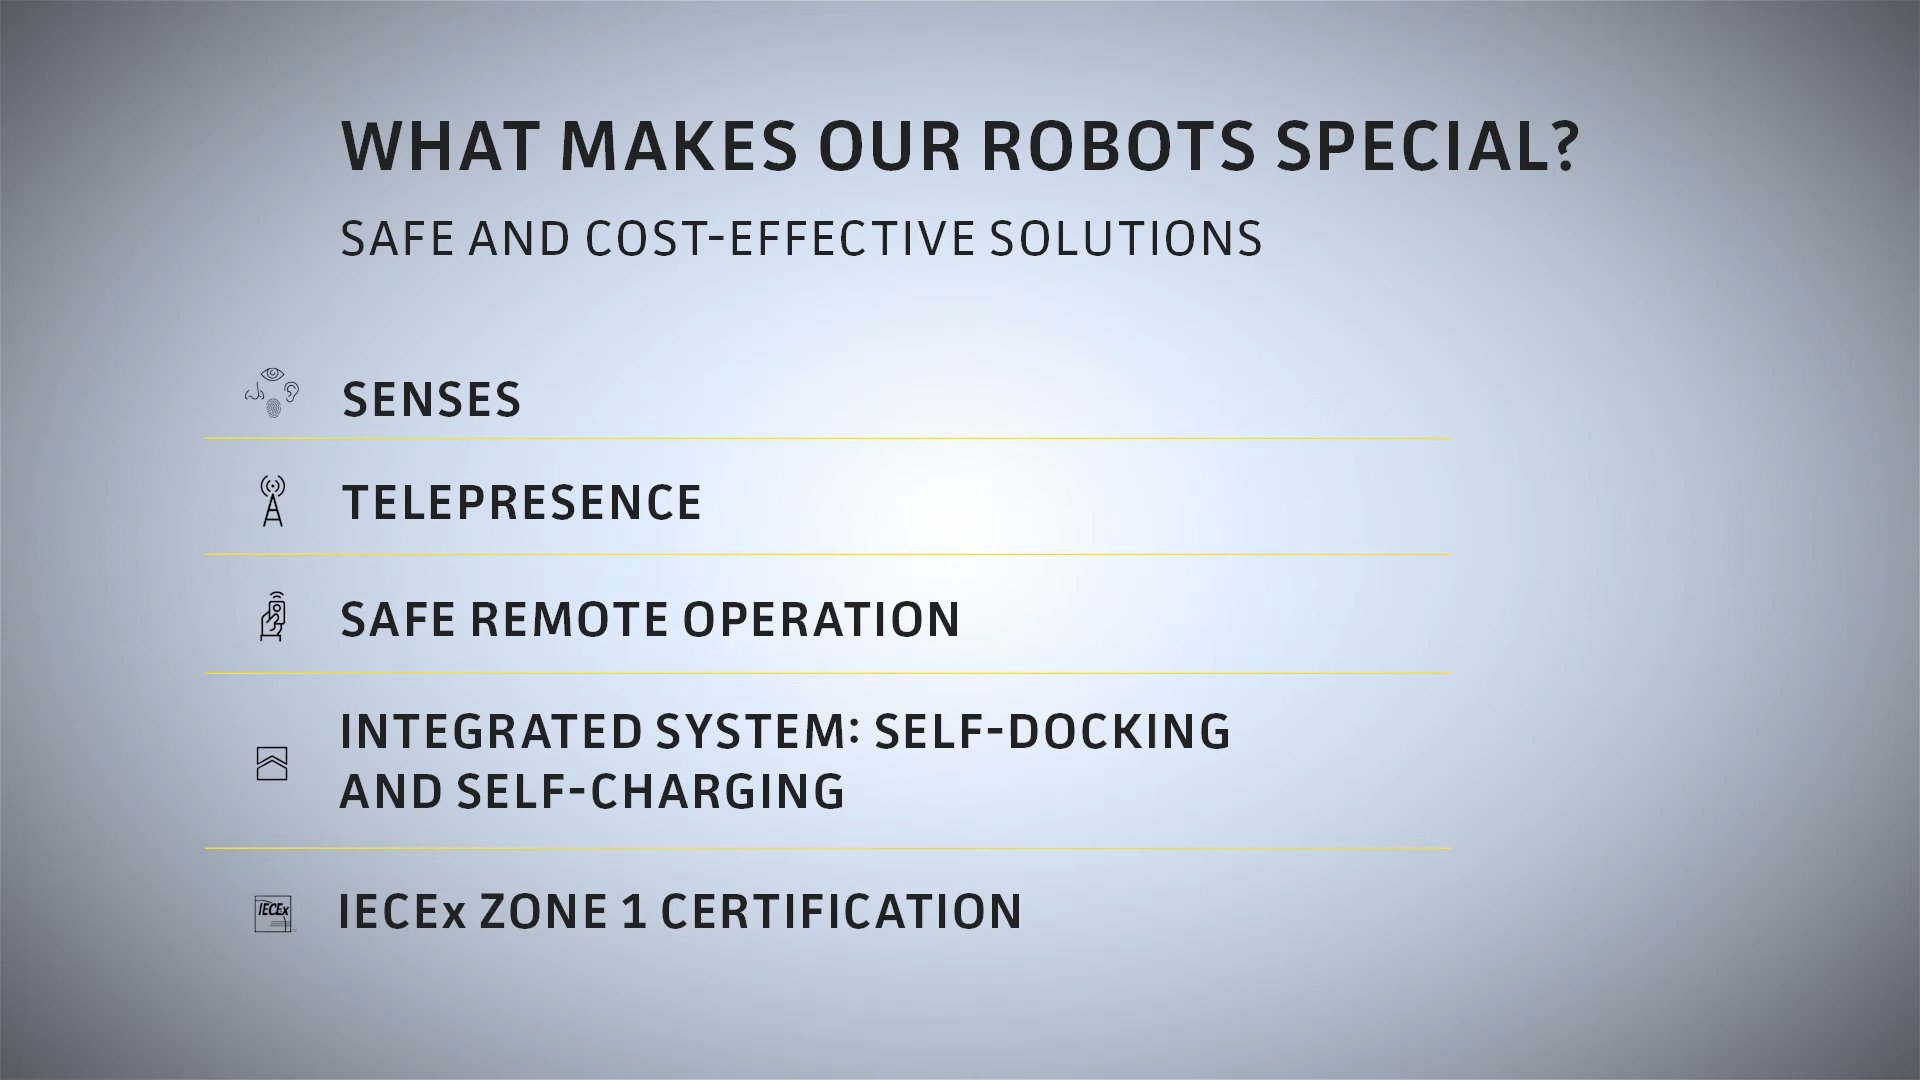 WHAT MAKES OUR ROBOTS SPECIAL?
SAFE AND COST-EFFECTIVE SOLUTIONS
SENSES
TELEPRESENCE
SAFE REMOTE OPERATION
INTEGRATED SYSTEM: SELF-DOCKING
AND SELF-CHARGING
IECEx
IECEx ZONE 1 CERTIFICATION